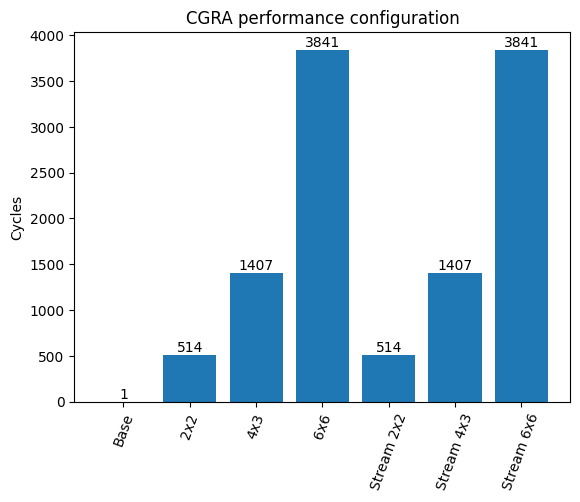 CGRA performance configuration
Cycles
4000
3500
3000
2500
2000
1500
1000
500
0
1
514
1407
3841
514
1407
3841
Base
2x2
4x3
6x6
Stream 2x2
Stream 4x3
Stream 6x6